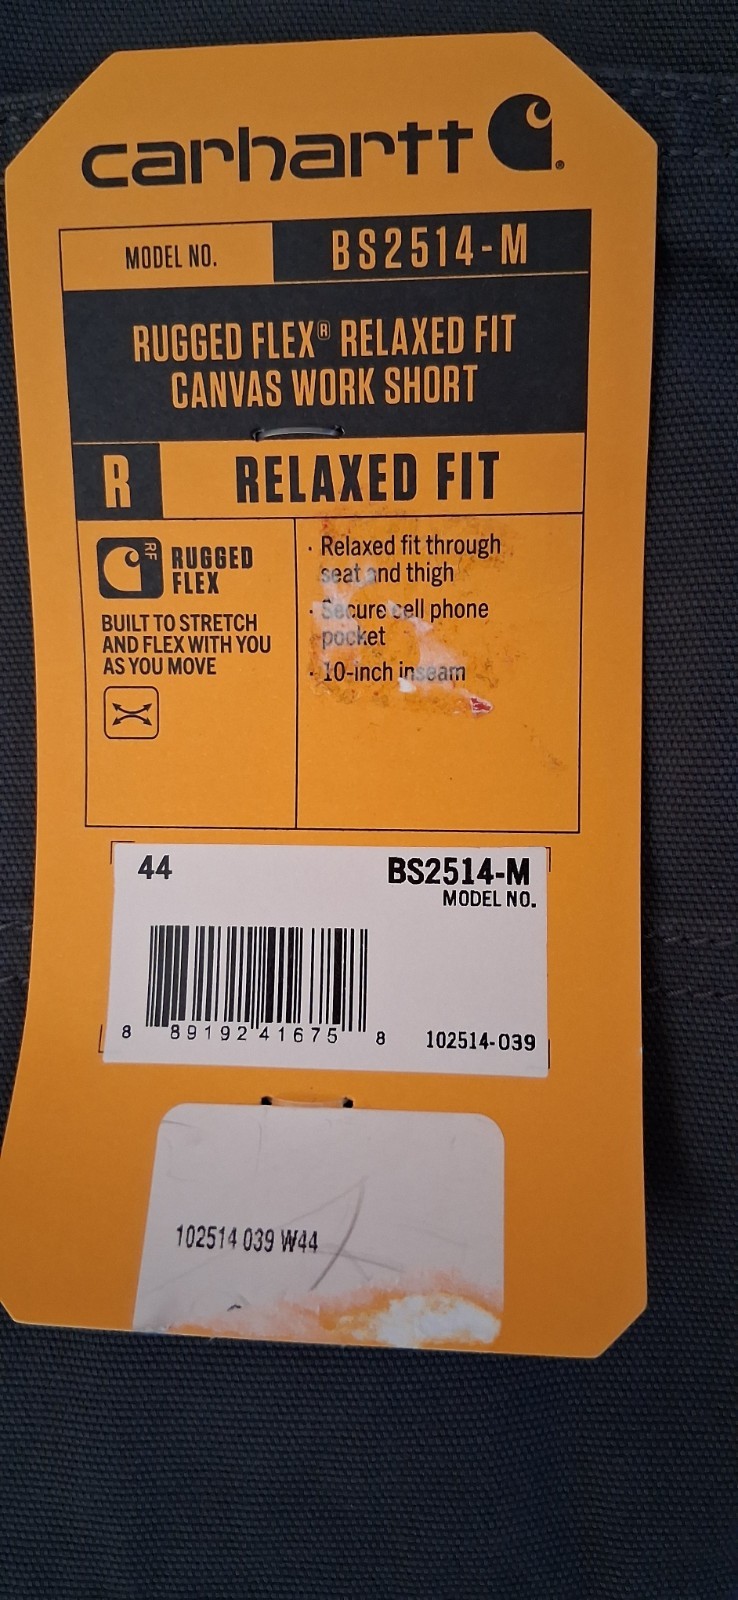 carhartt
MODEL NO. BS2514-M
RUGGED FLEX® RELAXED FIT
CANVAS WORK SHORT
R RELAXED FIT
RF
RUGGED
FLEX
BUILT TO STRETCH
AND FLEX WITH YOU
AS YOU MOVE
· Relaxed fit through
seat and thigh
· Secure cell phone
pocket
· 10-inch inseam
44 BS2514-M
MODEL NO.
8 89192 41675 8 102514-039
102514 039 W44